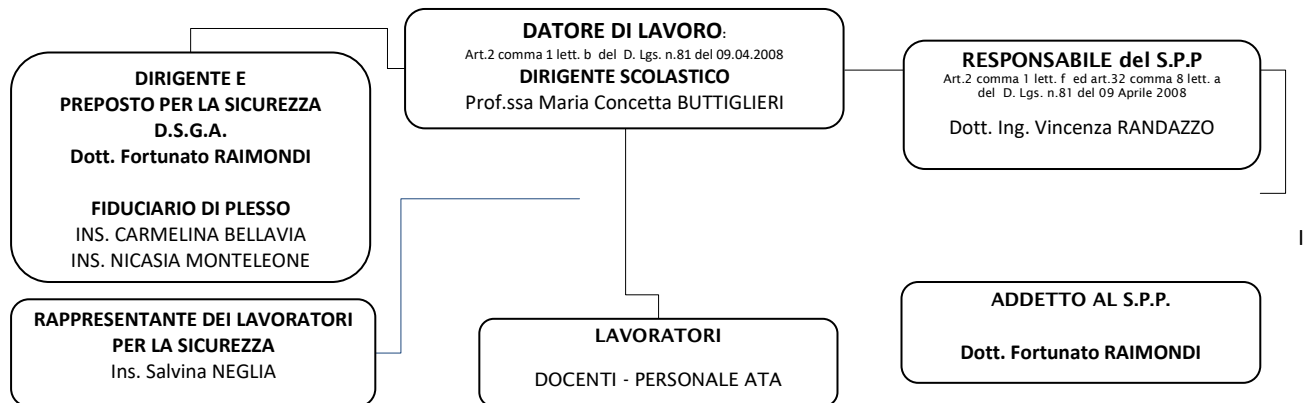 DATORE DI LAVORO:
Art.2 comma 1 lett. b del D. Lgs. n.81 del 09.04.2008
DIRIGENTE SCOLASTICO
Prof.ssa Maria Concetta BUTTIGLIERI
DIRIGENTE E
PREPOSTO PER LA SICUREZZA
D.S.G.A.
Dott. Fortunato RAIMONDI
FIDUCIARIO DI PLESSO
INS. CARMELINA BELLAVIA
INS. NICASIA MONTELEONE
RESPONSABILE del S.P.P
Art.2 comma 1 lett. f ed art.32 comma 8 lett. a
del D. Lgs. n.81 del 09 Aprile 2008
Dott. Ing. Vincenza RANDAZZO
I
RAPPRESENTANTE DEI LAVORATORI
PER LA SICUREZZA
Ins. Salvina NEGLIA
LAVORATORI
DOCENTI - PERSONALE ATA
ADDETTO AL S.P.P.
Dott. Fortunato RAIMONDI